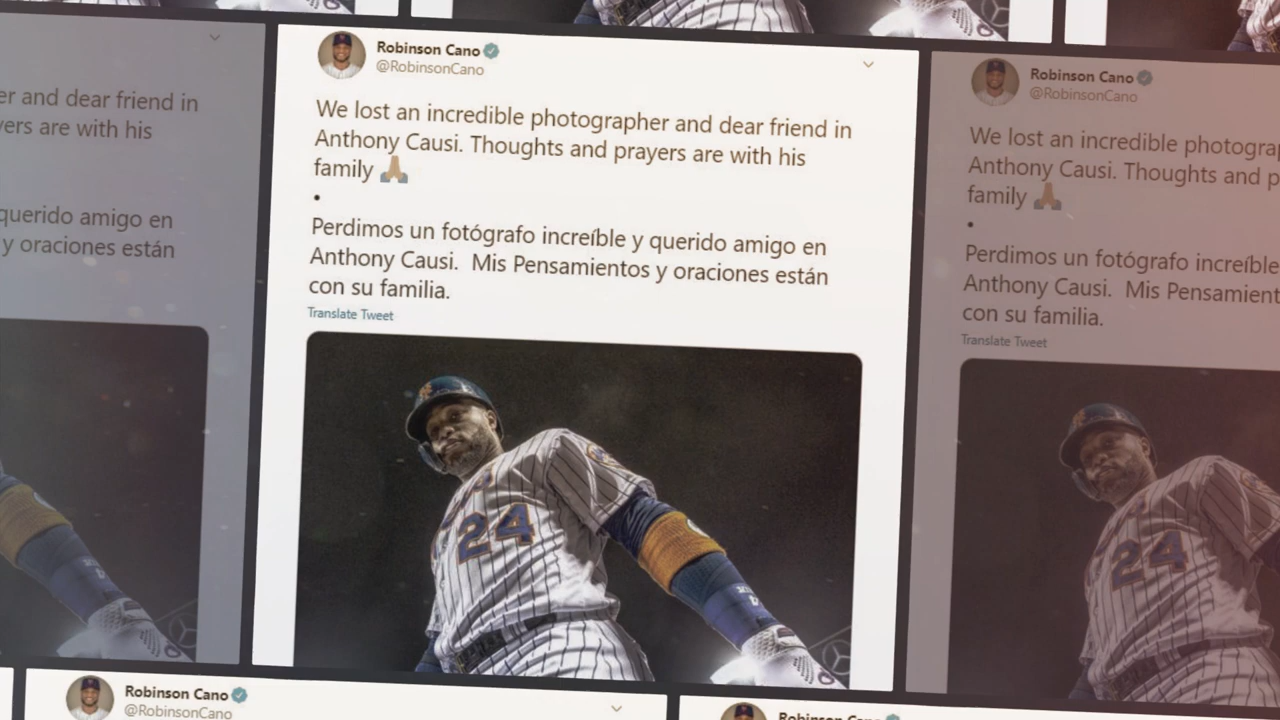 er and dear friend in
yers are with his
querido amigo en
y oraciones están
Robinson Cano
@RobinsonCano
We lost an incredible photographer and dear friend in
Anthony Causi. Thoughts and prayers are with his
family 🙏🏽
•
Perdimos un fotógrafo increíble y querido amigo en
Anthony Causi.  Mis Pensamientos y oraciones están
con su familia.
Translate Tweet
24
Robinson Cano
@RobinsonCano
We lost an incredible photogra
Anthony Causi. Thoughts and p
family 🙏🏽
•
Perdimos un fotógrafo increíble
Anthony Causi.  Mis Pensamient
con su familia.
Translate Tweet
24
Robinson Cano
@RobinsonCano
Robinson Cano